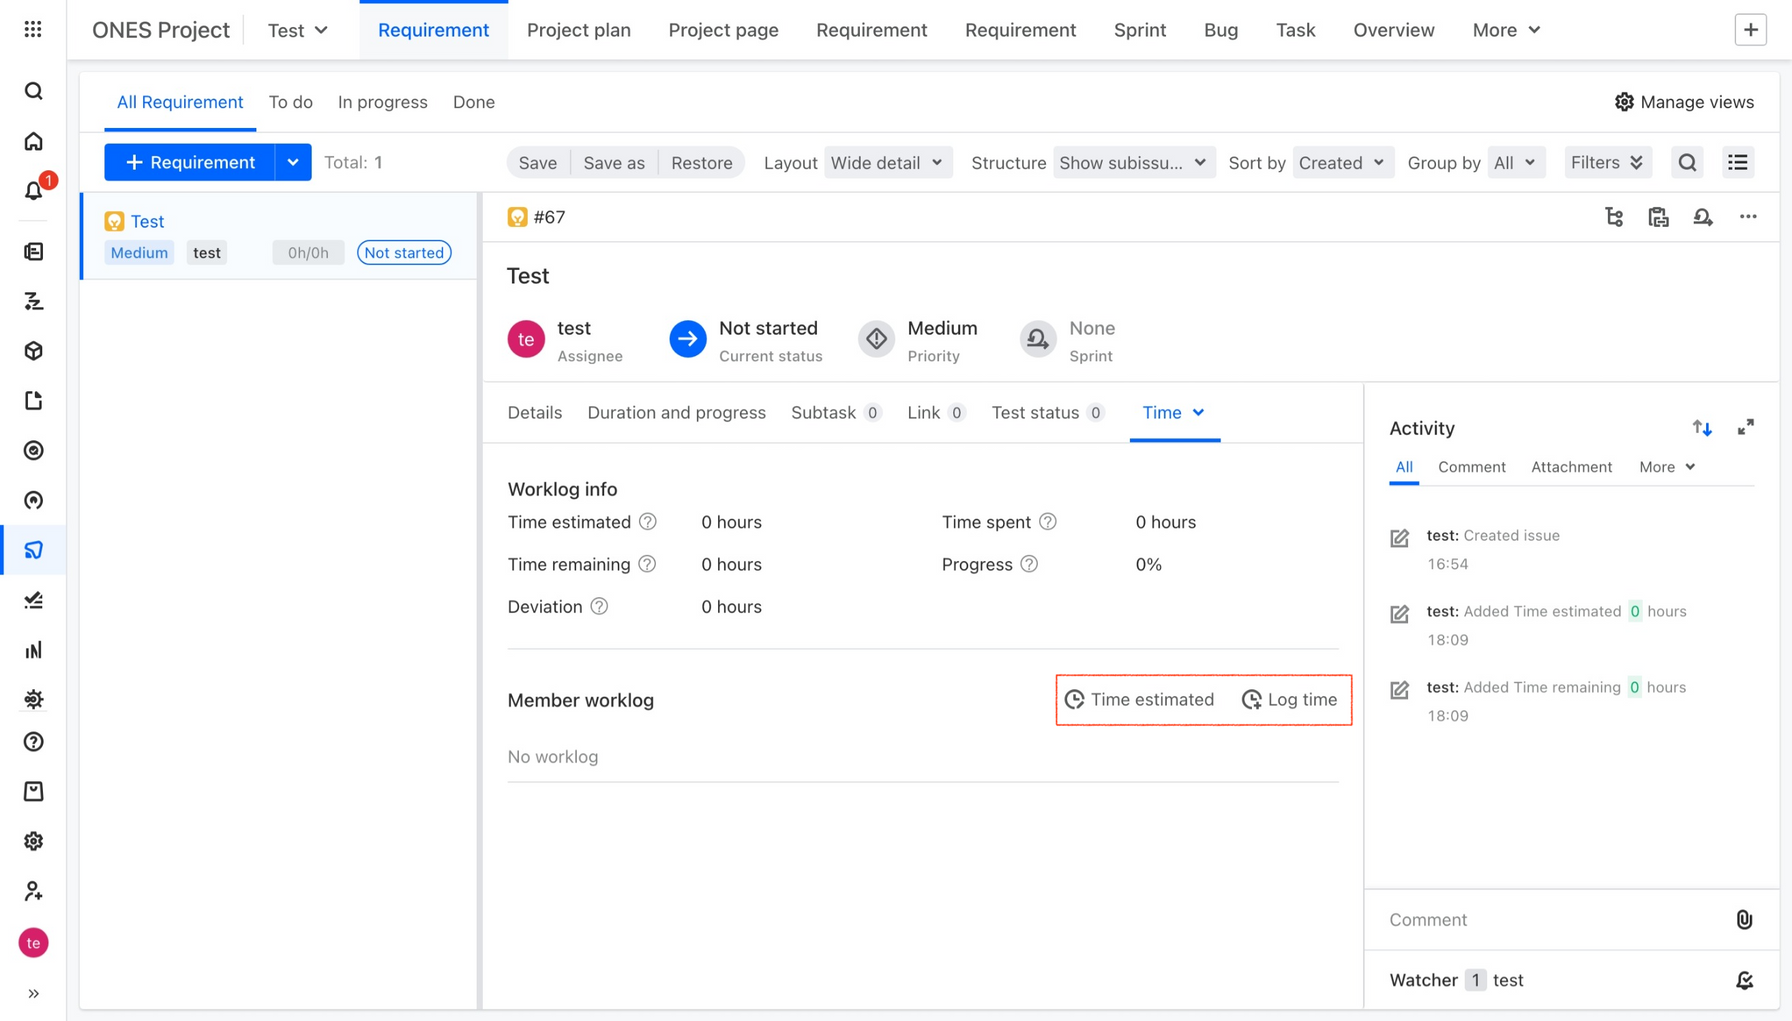 ONES Project
Test
Requirement
Project plan
Project page
Requirement
Requirement
Sprint
Bug
Task
Overview
More
All Requirement
To do
In progress
Done
Manage views
1
Requirement
Total: 1
Save
Save as
Restore
Layout
Wide detail
Structure
Show subissu...
Sort by
Created
Group by
All
Filters
Test
Medium
test
0h/0h
Not started
#67
Test
te
test
Assignee
Not started
Current status
Medium
Priority
None
Sprint
Details
Duration and progress
Subtask 0
Link 0
Test status 0
Time
Worklog info
Time estimated
0 hours
Time spent
0 hours
Time remaining
0 hours
Progress
0%
Deviation
0 hours
Member worklog
Time estimated
Log time
No worklog
Activity
All
Comment
Attachment
More
test: Created issue
16:54
test: Added Time estimated 0 hours
18:09
test: Added Time remaining 0 hours
18:09
Comment
Watcher 1 test
te